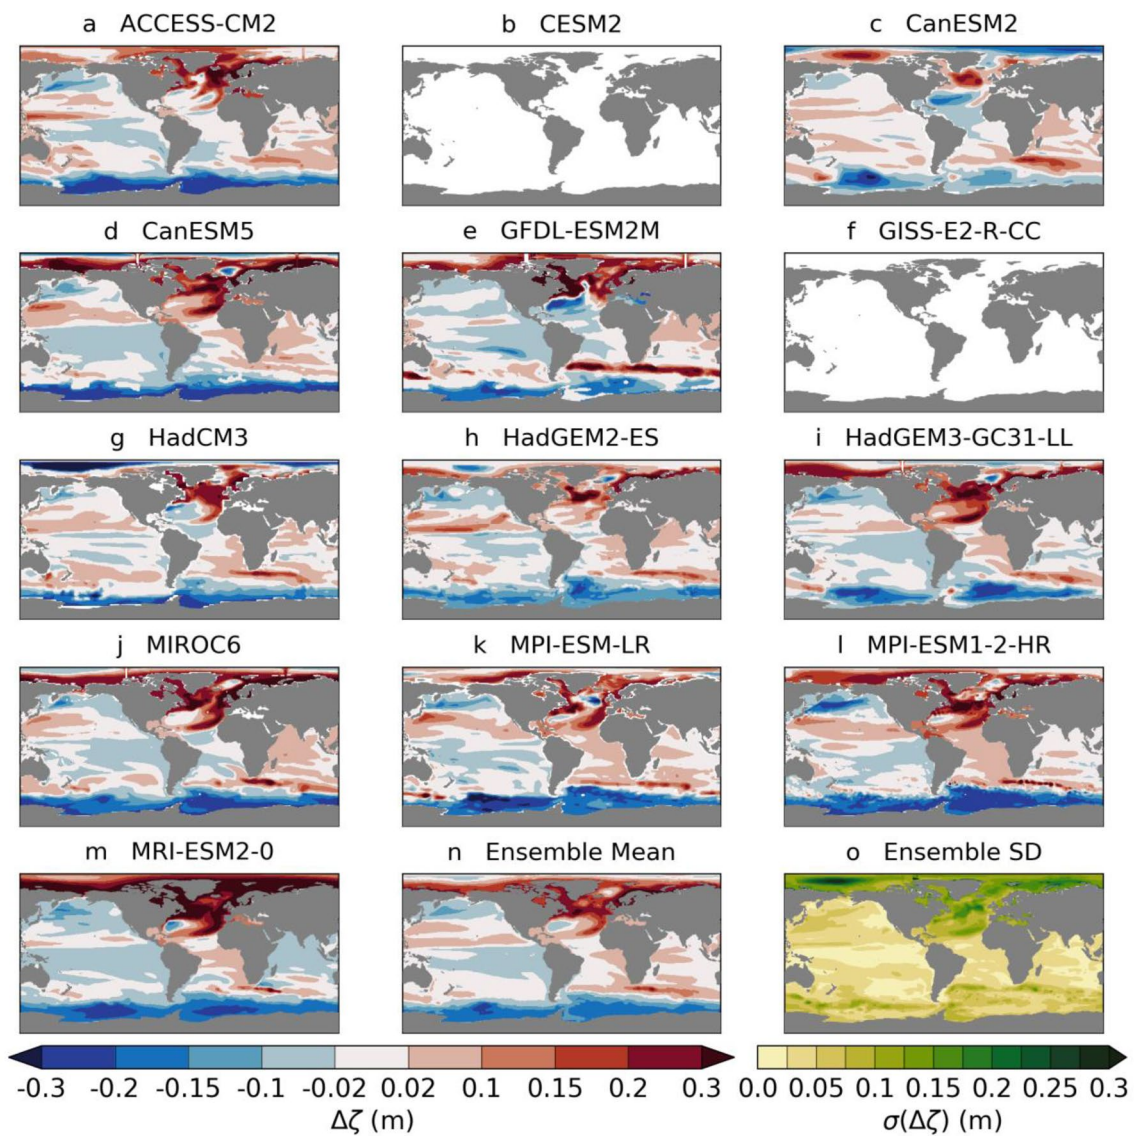 a ACCESS-CM2
b CESM2
c CanESM2
d CanESM5
e GFDL-ESM2M
f GISS-E2-R-CC
g HadCM3
h HadGEM2-ES
i HadGEM3-GC31-LL
j MIROC6
k MPI-ESM-LR
l MPI-ESM1-2-HR
m MRI-ESM2-0
n Ensemble Mean
o Ensemble SD
-0.3 -0.2 -0.15 -0.1 -0.02 0.02 0.1 0.15 0.2 0.3
Δζ (m)
0.0 0.05 0.1 0.15 0.2 0.25 0.3
σ(Δζ) (m)